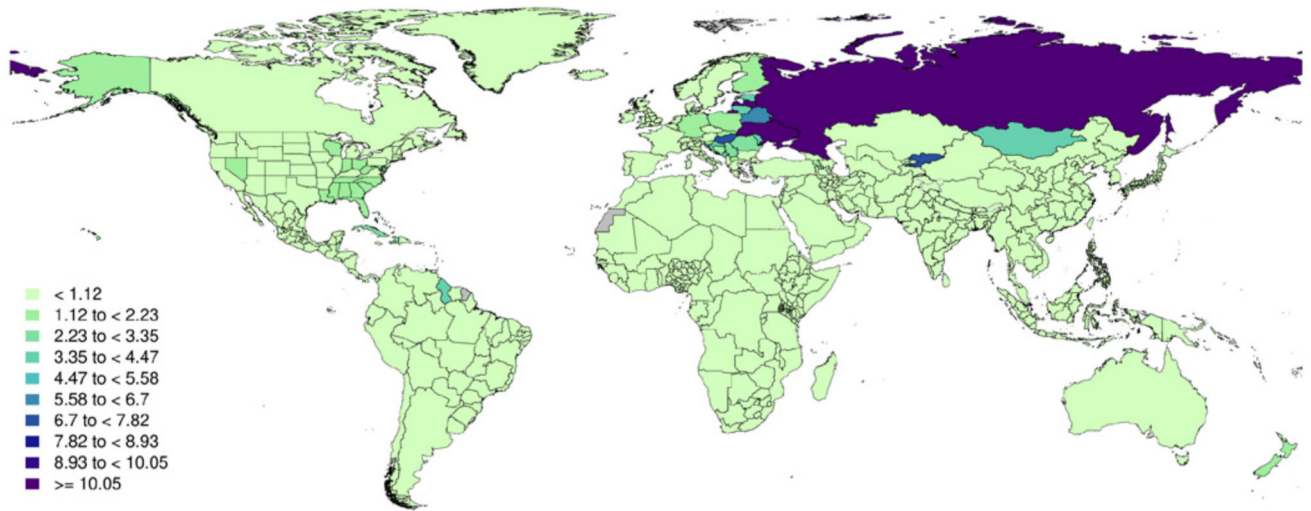 < 1.12
1.12 to < 2.23
2.23 to < 3.35
3.35 to < 4.47
4.47 to < 5.58
5.58 to < 6.7
6.7 to < 7.82
7.82 to < 8.93
8.93 to < 10.05
>= 10.05